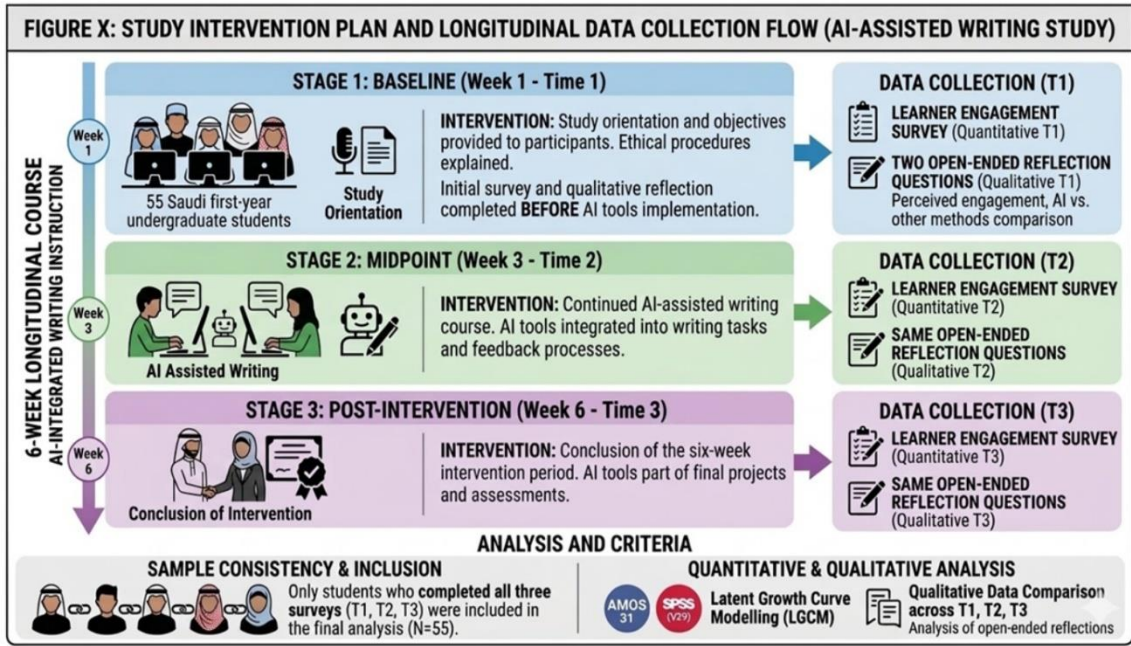 FIGURE X: STUDY INTERVENTION PLAN AND LONGITUDINAL DATA COLLECTION FLOW (AI-ASSISTED WRITING STUDY)
6-WEEK LONGITUDINAL COURSE
AI-INTEGRATED WRITING INSTRUCTION
Week
1
STAGE 1: BASELINE (Week 1 - Time 1)
55 Saudi first-year
undergraduate students
Study
Orientation
INTERVENTION: Study orientation and objectives
provided to participants. Ethical procedures
explained.
Initial survey and qualitative reflection
completed BEFORE AI tools implementation.
DATA COLLECTION (T1)
LEARNER ENGAGEMENT
SURVEY (Quantitative T1)
TWO OPEN-ENDED REFLECTION
QUESTIONS (Qualitative T1)
Perceived engagement, AI vs.
other methods comparison
Week
3
STAGE 2: MIDPOINT (Week 3 - Time 2)
AI Assisted Writing
INTERVENTION: Continued AI-assisted writing
course. AI tools integrated into writing tasks
and feedback processes.
DATA COLLECTION (T2)
LEARNER ENGAGEMENT SURVEY
(Quantitative T2)
SAME OPEN-ENDED
REFLECTION QUESTIONS
(Qualitative T2)
Week
6
STAGE 3: POST-INTERVENTION (Week 6 - Time 3)
Conclusion of Intervention
INTERVENTION: Conclusion of the six-week
intervention period. AI tools part of final projects
and assessments.
DATA COLLECTION (T3)
LEARNER ENGAGEMENT SURVEY
(Quantitative T3)
SAME OPEN-ENDED
REFLECTION QUESTIONS
(Qualitative T3)
ANALYSIS AND CRITERIA
SAMPLE CONSISTENCY & INCLUSION
Only students who completed all three
surveys (T1, T2, T3) were included in
the final analysis (N=55).
QUANTITATIVE & QUALITATIVE ANALYSIS
AMOS
31
SPSS
(V29)
Latent Growth Curve
Modelling (LGCM)
Qualitative Data Comparison
across T1, T2, T3
Analysis of open-ended reflections